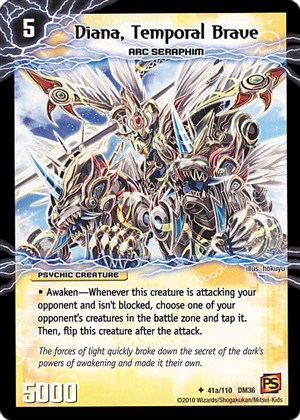 5
Diana, Temporal Brave
ARC SERAPHIM
illus. hokuyu
PSYCHIC CREATURE
• Awaken—Whenever this creature is attacking your
opponent and isn't blocked, choose one of your
opponent's creatures in the battle zone and tap it.
Then, flip this creature after the attack.
The forces of light quickly broke down the secret of the dark's
powers of awakening and made it their own.
5000
✦ 41a/110 DM36
©2010 Wizards/Shogakukan/Mitsui-Kids
PS